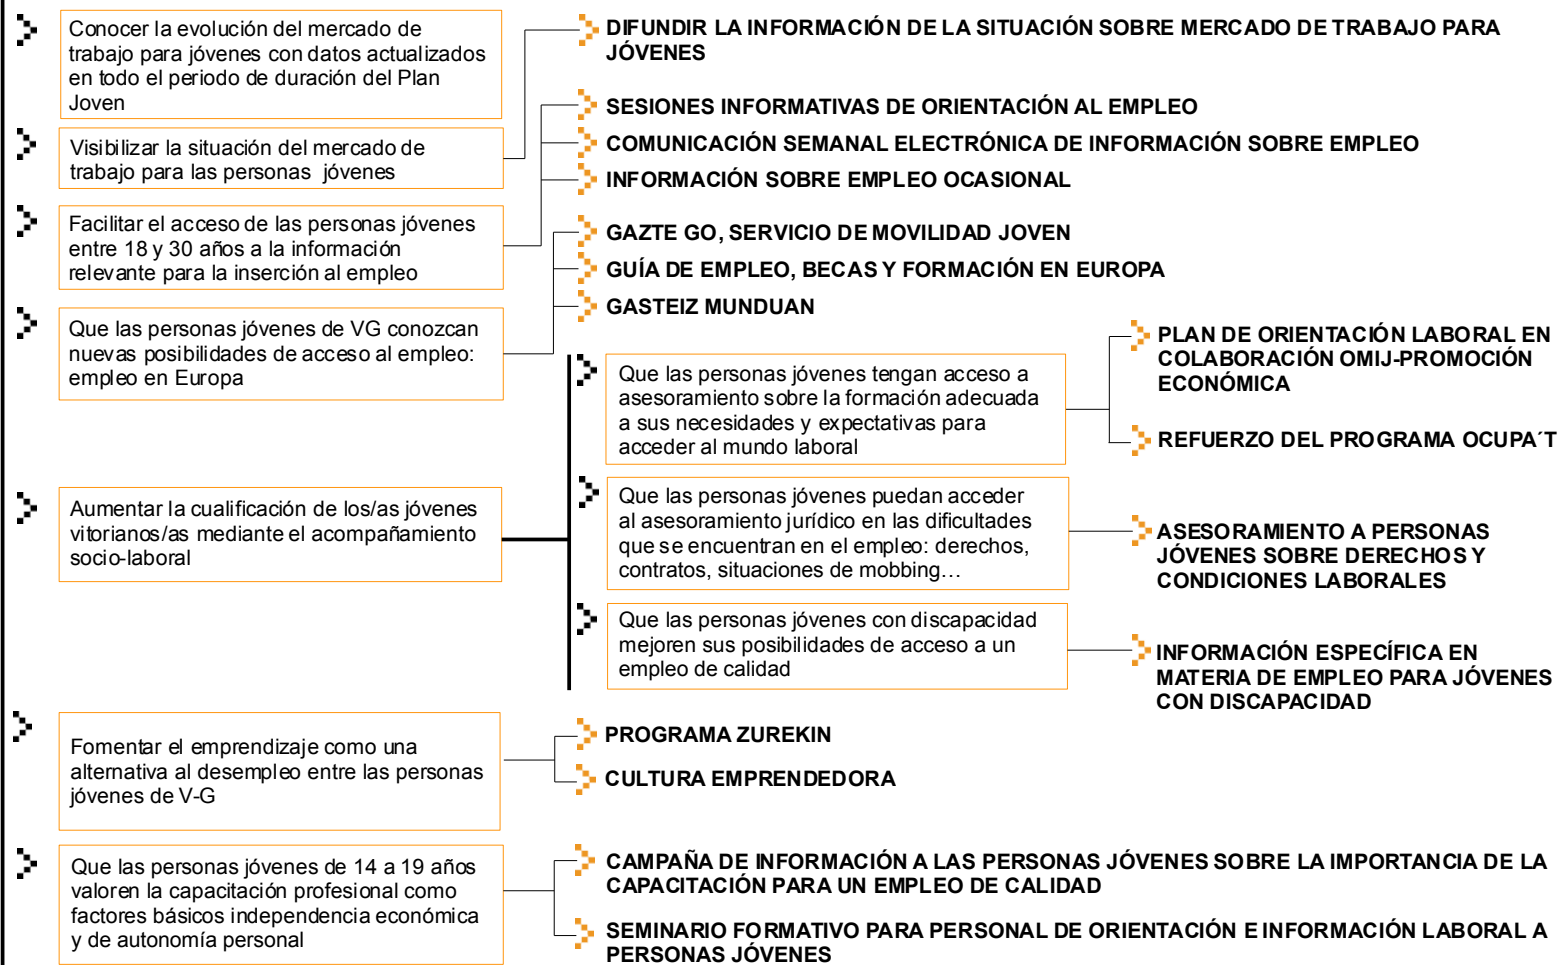 Conocer la evolución del mercado de
trabajo para jóvenes con datos actualizados
en todo el periodo de duración del Plan
Joven
DIFUNDIR LA INFORMACIÓN DE LA SITUACIÓN SOBRE MERCADO DE TRABAJO PARA
JÓVENES
Visibilizar la situación del mercado de
trabajo para las personas jóvenes
SESIONES INFORMATIVAS DE ORIENTACIÓN AL EMPLEO
COMUNICACIÓN SEMANAL ELECTRÓNICA DE INFORMACIÓN SOBRE EMPLEO
INFORMACIÓN SOBRE EMPLEO OCASIONAL
Facilitar el acceso de las personas jóvenes
entre 18 y 30 años a la información
relevante para la inserción al empleo
GAZTE GO, SERVICIO DE MOVILIDAD JOVEN
GUÍA DE EMPLEO, BECAS Y FORMACIÓN EN EUROPA
GASTEIZ MUNDUAN
Que las personas jóvenes de VG conozcan
nuevas posibilidades de acceso al empleo:
empleo en Europa
Aumentar la cualificación de los/as jóvenes
vitorianos/as mediante el acompañamiento
socio-laboral
Que las personas jóvenes tengan acceso a
asesoramiento sobre la formación adecuada
a sus necesidades y expectativas para
acceder al mundo laboral
PLAN DE ORIENTACIÓN LABORAL EN
COLABORACIÓN OMIJ-PROMOCIÓN
ECONÓMICA
REFUERZO DEL PROGRAMA OCUPA´T
Que las personas jóvenes puedan acceder
al asesoramiento jurídico en las dificultades
que se encuentran en el empleo: derechos,
contratos, situaciones de mobbing…
ASESORAMIENTO A PERSONAS
JÓVENES SOBRE DERECHOS Y
CONDICIONES LABORALES
Que las personas jóvenes con discapacidad
mejoren sus posibilidades de acceso a un
empleo de calidad
INFORMACIÓN ESPECÍFICA EN
MATERIA DE EMPLEO PARA JÓVENES
CON DISCAPACIDAD
Fomentar el emprendizaje como una
alternativa al desempleo entre las personas
jóvenes de V-G
PROGRAMA ZUREKIN
CULTURA EMPRENDEDORA
Que las personas jóvenes de 14 a 19 años
valoren la capacitación profesional como
factores básicos independencia económica
y de autonomía personal
CAMPAÑA DE INFORMACIÓN A LAS PERSONAS JÓVENES SOBRE LA IMPORTANCIA DE LA
CAPACITACIÓN PARA UN EMPLEO DE CALIDAD
SEMINARIO FORMATIVO PARA PERSONAL DE ORIENTACIÓN E INFORMACIÓN LABORAL A
PERSONAS JÓVENES